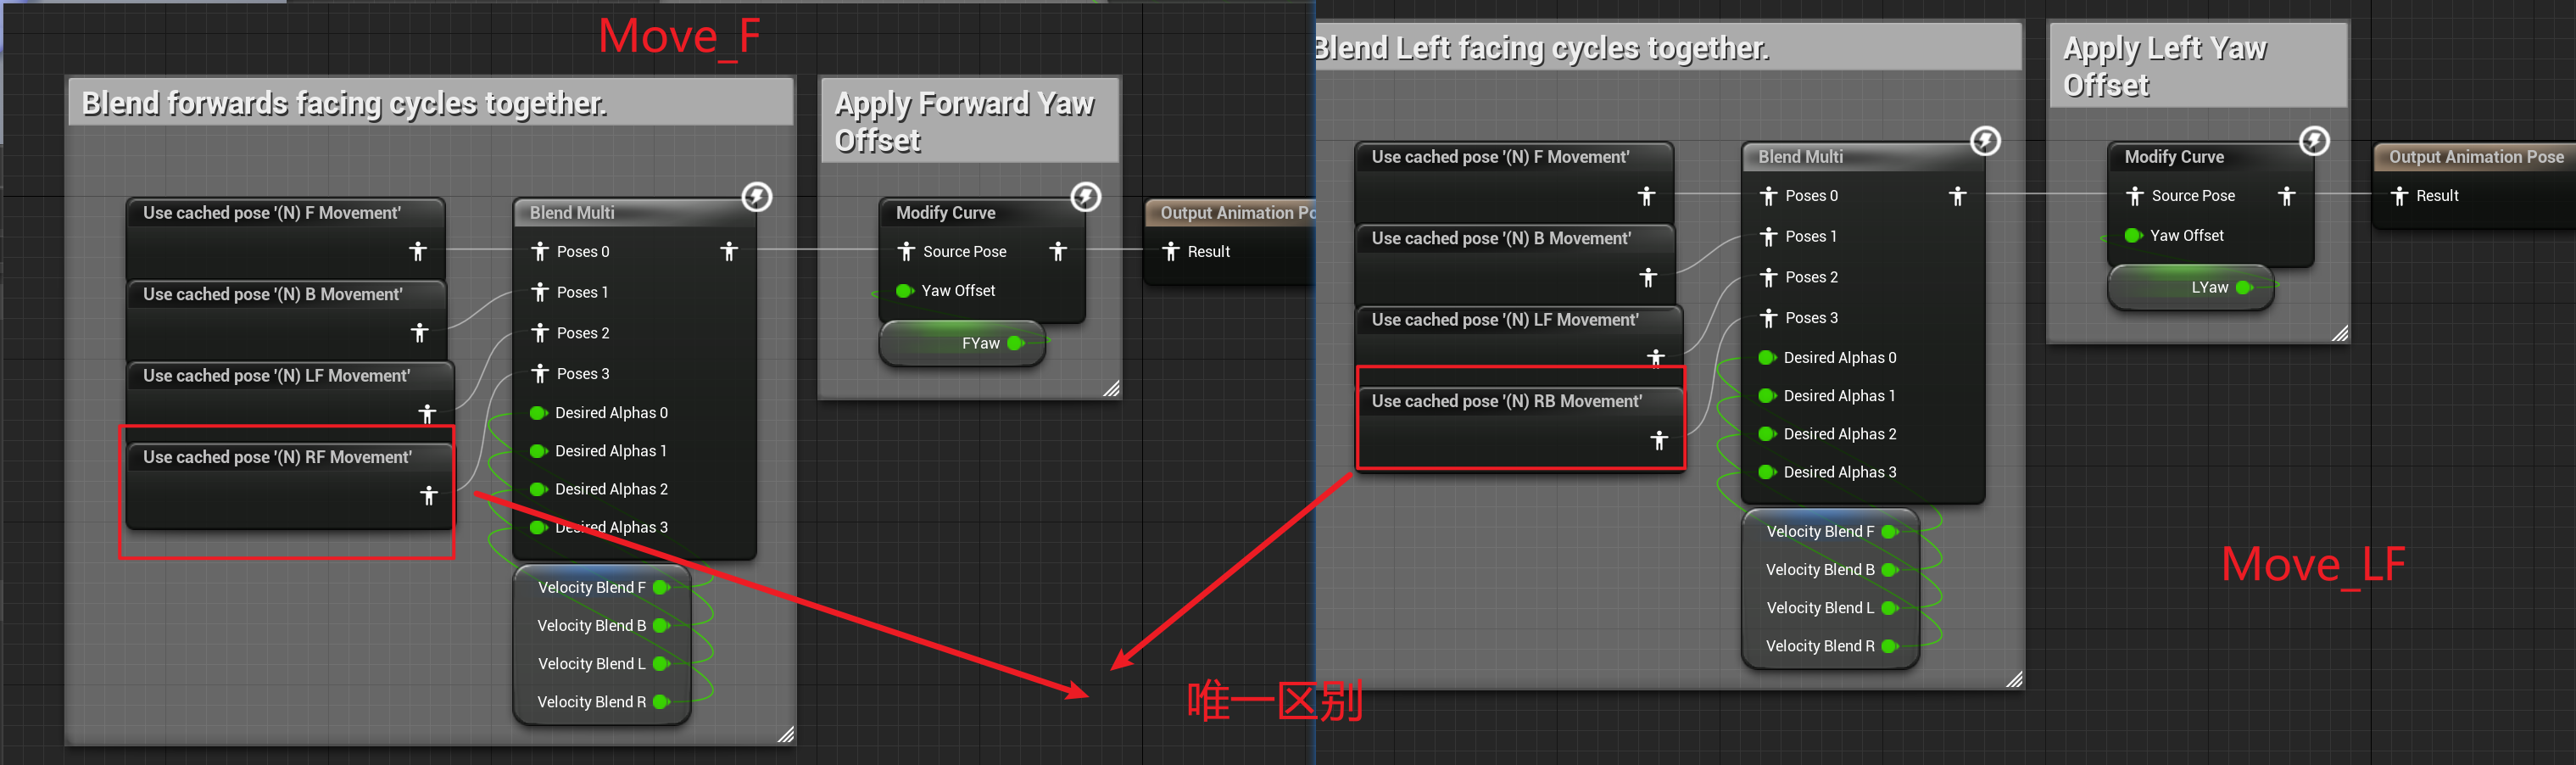 Move_F
Blend forwards facing cycles together.
Apply Forward Yaw
Offset
Use cached pose '(N) F Movement'
Use cached pose '(N) B Movement'
Use cached pose '(N) LF Movement'
Use cached pose '(N) RF Movement'
Blend Multi
Poses 0
Poses 1
Poses 2
Poses 3
Desired Alphas 0
Desired Alphas 1
Desired Alphas 2
Desired Alphas 3
Velocity Blend F
Velocity Blend B
Velocity Blend L
Velocity Blend R
Modify Curve
Source Pose
Yaw Offset
FYaw
Output Animation Po
Result
Blend Left facing cycles together.
Apply Left Yaw
Offset
Use cached pose '(N) F Movement'
Use cached pose '(N) B Movement'
Use cached pose '(N) LF Movement'
Use cached pose '(N) RB Movement'
Blend Multi
Poses 0
Poses 1
Poses 2
Poses 3
Desired Alphas 0
Desired Alphas 1
Desired Alphas 2
Desired Alphas 3
Velocity Blend F
Velocity Blend B
Velocity Blend L
Velocity Blend R
Modify Curve
Source Pose
Yaw Offset
LYaw
Output Animation Pose
Result
Move_LF
唯一区别